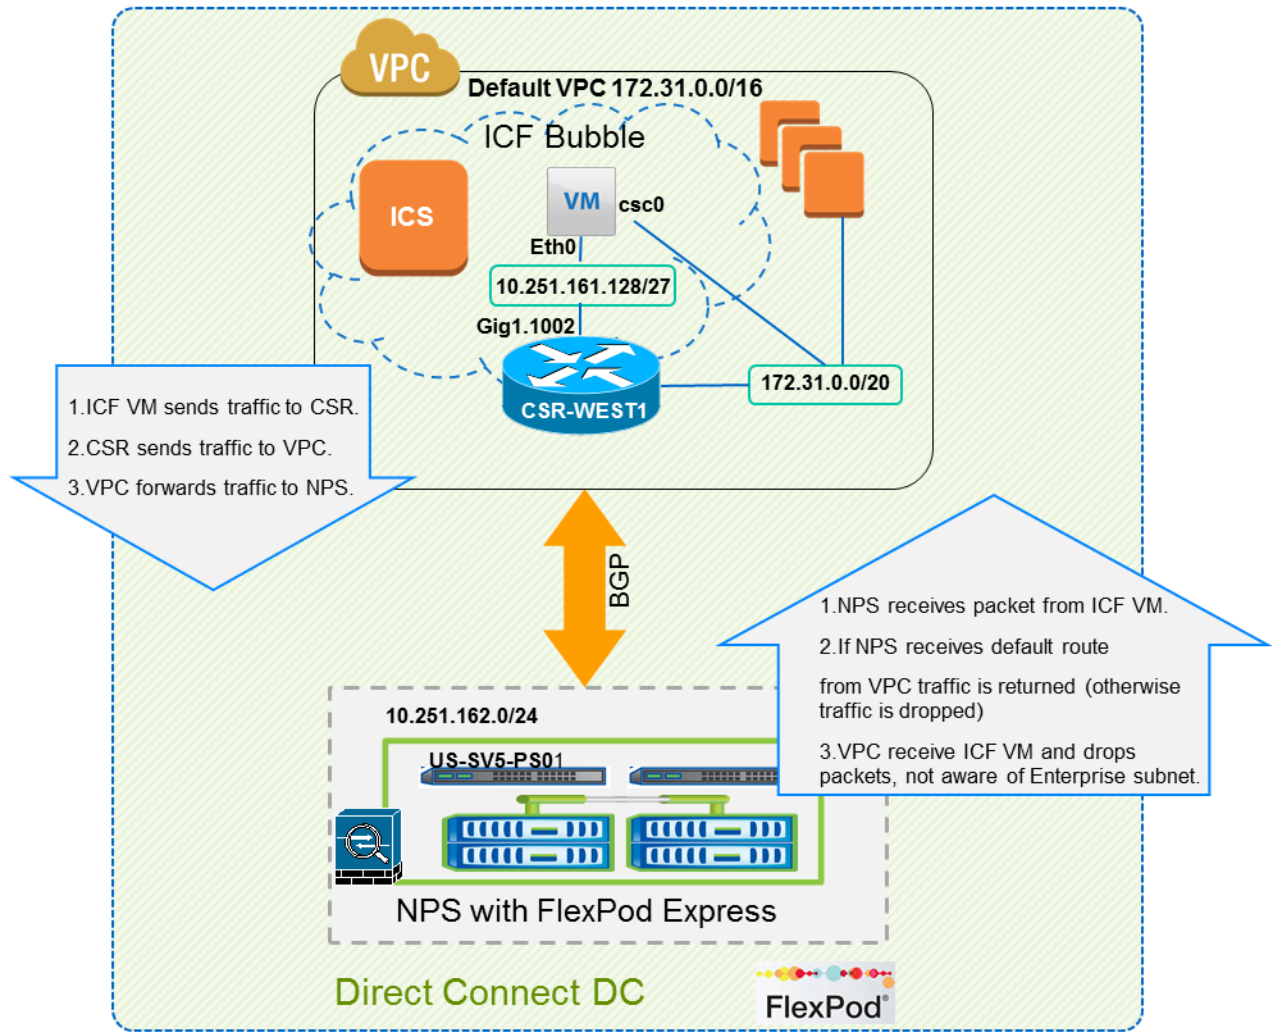 VPC
Default VPC 172.31.0.0/16
ICF Bubble
ICS
VM
csc0
Eth0
10.251.161.128/27
Gig1.1002
CSR-WEST1
172.31.0.0/20
1.ICF VM sends traffic to CSR.
2.CSR sends traffic to VPC.
3.VPC forwards traffic to NPS.
BGP
1.NPS receives packet from ICF VM.
2.If NPS receives default route
from VPC traffic is returned (otherwise
traffic is dropped)
3.VPC receive ICF VM and drops
packets, not aware of Enterprise subnet.
10.251.162.0/24
US-SV5-PS01
NPS with FlexPod Express
Direct Connect DC
FlexPod®